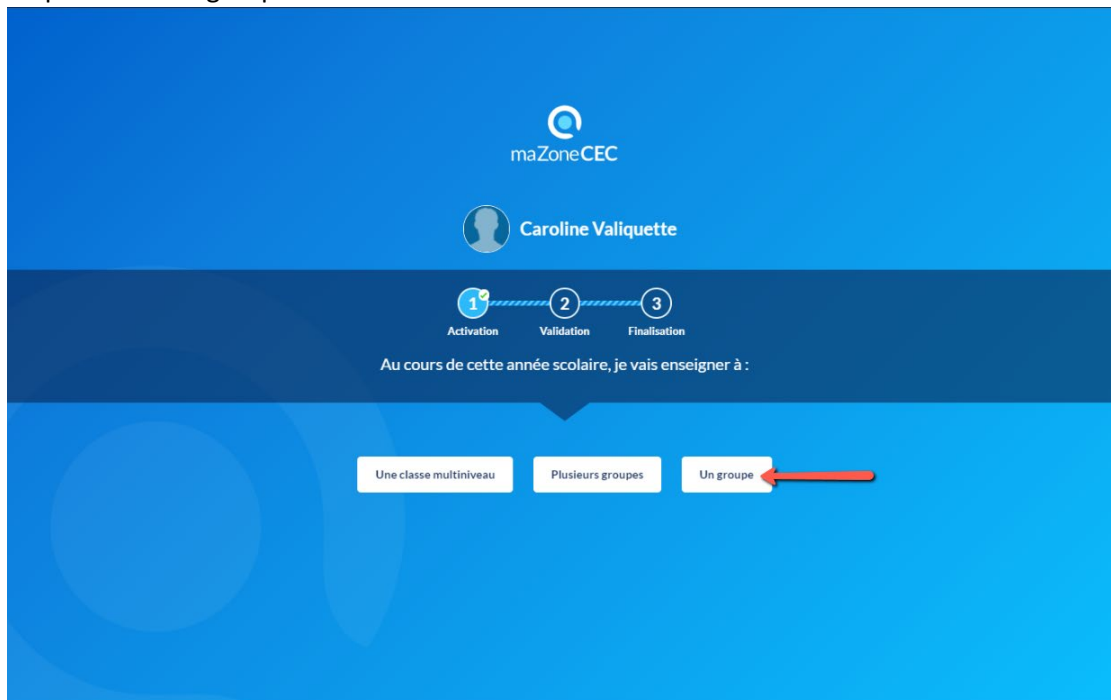 maZoneCEC
Caroline Valiquette
1 2 3
Activation Validation Finalisation
Au cours de cette année scolaire, je vais enseigner à :
Une classe multiniveau Plusieurs groupes Un groupe